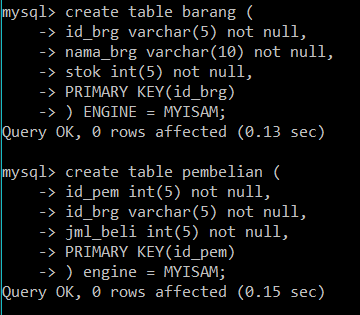 mysql> create table barang (
    -> id_brg varchar(5) not null,
    -> nama_brg varchar(10) not null,
    -> stok int(5) not null,
    -> PRIMARY KEY(id_brg)
    -> ) ENGINE = MYISAM;
Query OK, 0 rows affected (0.13 sec)

mysql> create table pembelian (
    -> id_pem int(5) not null,
    -> id_brg varchar(5) not null,
    -> jml_beli int(5) not null,
    -> PRIMARY KEY(id_pem)
    -> ) engine = MYISAM;
Query OK, 0 rows affected (0.15 sec)